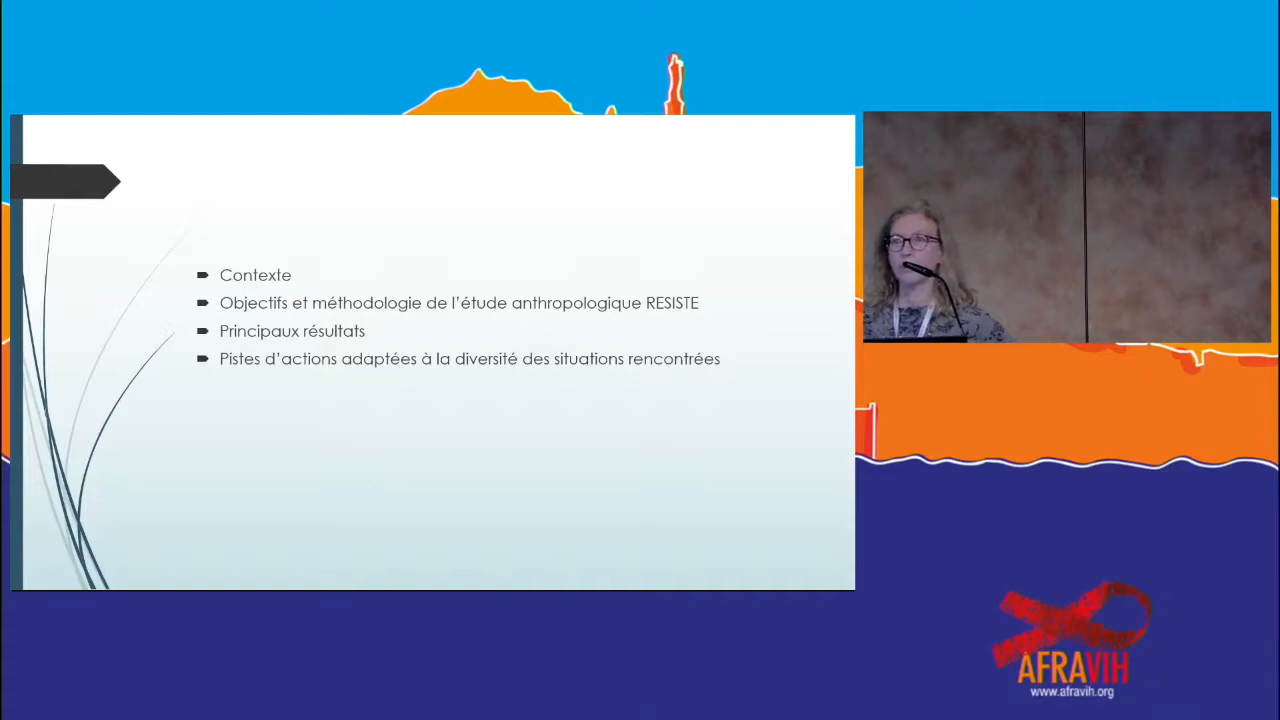 Contexte
Objectifs et méthodologie de l’étude anthropologique RESISTE
Principaux résultats
Pistes d’actions adaptées à la diversité des situations rencontrées
AFRAVIH
www.afravih.org